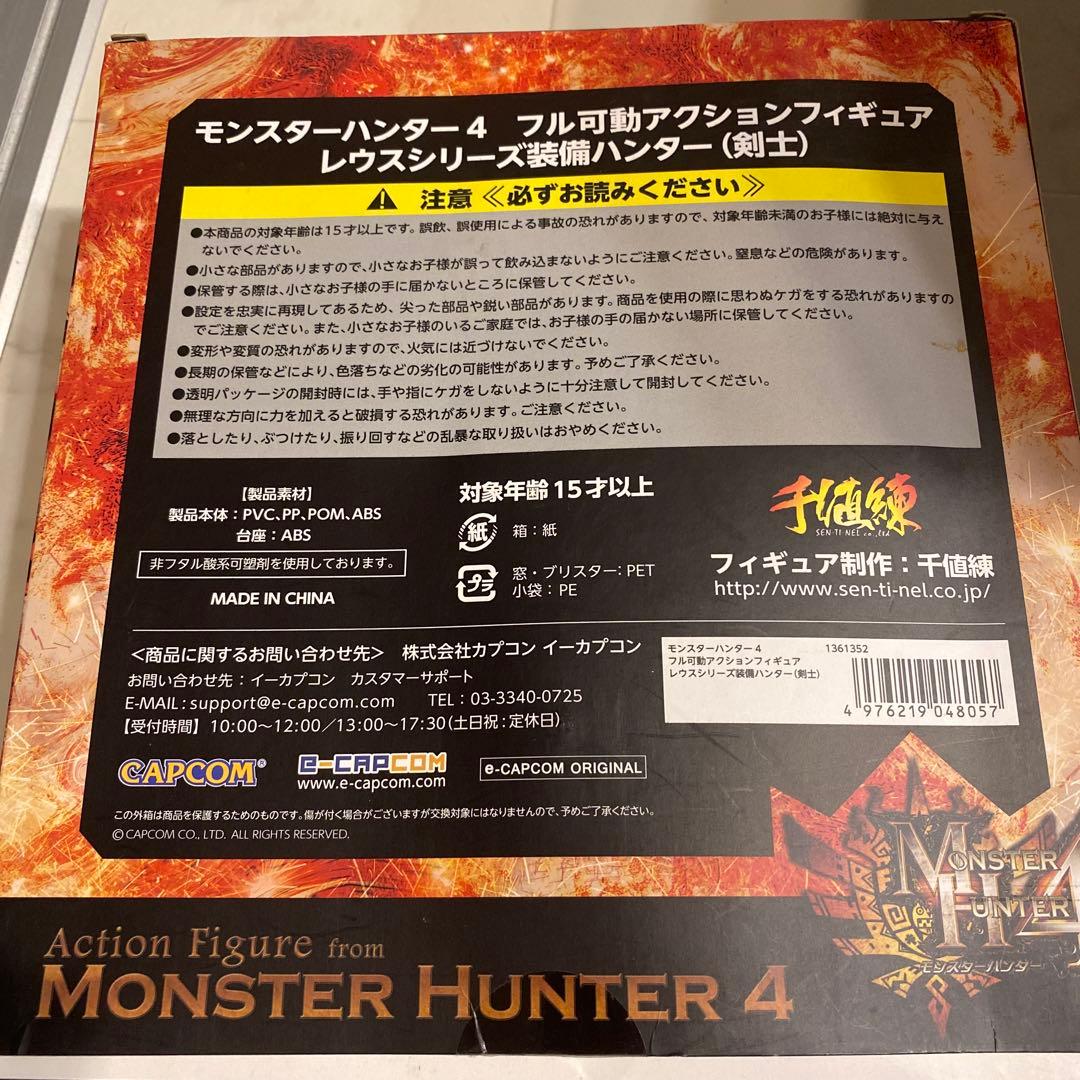 モンスターハンター4 フル可動アクションフィギュア
レウスシリーズ装備ハンター(剣士)
注意 ≪必ずお読みください≫
●本商品の対象年齢は15才以上です。誤飲、誤使用による事故の恐れがありますので、対象年齢未満のお子様には絶対に与え
ないでください。
●小さな部品がありますので、小さなお子様が誤って飲み込まないようにご注意ください。窒息などの危険があります。
●保管する際は、小さなお子様の手に届かないところに保管してください。
●設定を忠実に再現してあるため、尖った部品や鋭い部品があります。商品を使用の際に思わぬケガをする恐れがありますの
でご注意ください。また、小さなお子様のいるご家庭では、お子様の手の届かない場所に保管してください。
●変形や変質の恐れがありますので、火気には近づけないでください。
●長期の保管などにより、色落ちなどの劣化の可能性があります。予めご了承ください。
●透明パッケージの開封時には、手や指にケガをしないように十分注意して開封してください。
●無理な方向に力を加えると破損する恐れがあります。ご注意ください。
●落としたり、ぶつけたり、振り回すなどの乱暴な取り扱いはおやめください。
【製品素材】
製品本体:PVC、PP、POM、ABS
台座:ABS
非フタル酸系可塑剤を使用しております。
MADE IN CHINA
対象年齢15才以上
紙 箱:紙
プラ 窓・ブリスター:PET
小袋:PE
千値練
SEN-TI-NEL co.,ltd
フィギュア制作:千値練
http://www.sen-ti-nel.co.jp/
<商品に関するお問い合わせ先> 株式会社カプコン イーカプコン
お問い合わせ先:イーカプコン カスタマーサポート
E-MAIL:support@e-capcom.com TEL:03-3340-0725
【受付時間】10:00～12:00/13:00～17:30(土日祝:定休日)
モンスターハンター4 1361352
フル可動アクションフィギュア
レウスシリーズ装備ハンター(剣士)
4 976219 048057
CAPCOM®
e-CAPCOM
www.e-capcom.com
e-CAPCOM ORIGINAL
この外箱は商品を保護するためのものです。傷が付く場合がございますが交換対象にはなりませんので、予めご了承ください。
©CAPCOM CO., LTD. ALL RIGHTS RESERVED.
MONSTER
HUNTER 4
モンスターハンター
Action Figure from
MONSTER HUNTER 4